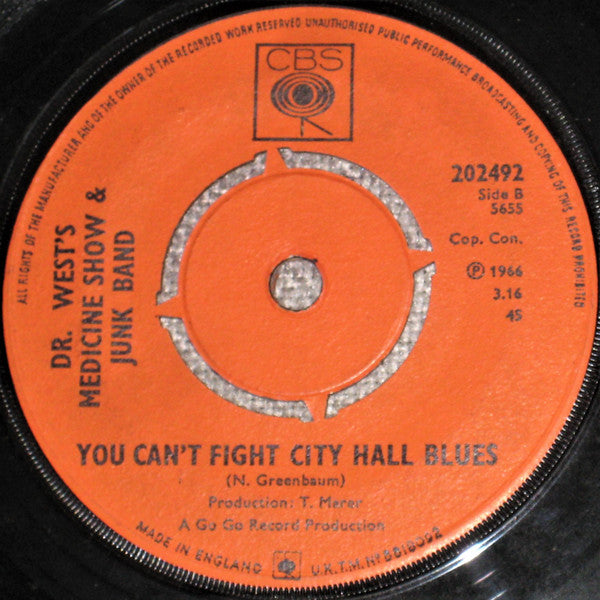 ALL RIGHTS OF THE MANUFACTURER AND OF THE OWNER OF THE RECORDED WORK RESERVED UNAUTHORISED PUBLIC PERFORMANCE BROADCASTING AND COPYING OF THIS RECORD PROHIBITED
CBS
202492
Side B
5655
Cop. Con.
℗ 1966
3.16
45
DR. WEST'S
MEDICINE SHOW &
JUNK BAND
YOU CAN'T FIGHT CITY HALL BLUES
(N. Greenbaum)
Production: T. Merer
A Go Go Record Production
MADE IN ENGLAND U.K.T.M.